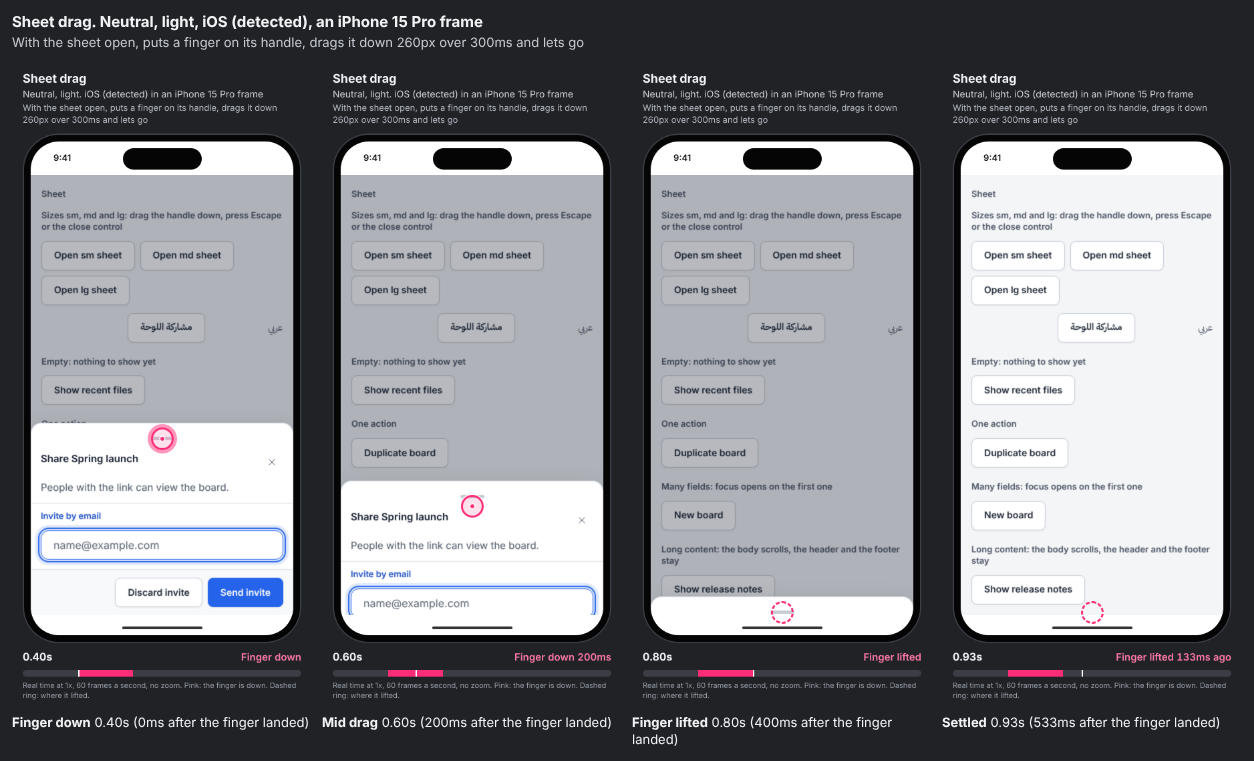 Sheet drag. Neutral, light, iOS (detected), an iPhone 15 Pro frame
With the sheet open, puts a finger on its handle, drags it down 260px over 300ms and lets go
Sheet drag
Neutral, light. iOS (detected) in an iPhone 15 Pro frame
With the sheet open, puts a finger on its handle, drags it down
260px over 300ms and lets go
9:41
Sheet
Sizes sm, md and lg: drag the handle down, press Escape
or the close control
Open sm sheet
Open md sheet
Open lg sheet
مشاركة اللوحة
عربي
Empty: nothing to show yet
Show recent files
One action
Share Spring launch
People with the link can view the board.
Invite by email
name@example.com
Discard invite
Send invite
0.40s
Finger down
Real time at 1x, 60 frames a second, no zoom. Pink: the finger is down. Dashed
ring: where it lifted.
Finger down 0.40s (0ms after the finger landed)
Sheet drag
Neutral, light. iOS (detected) in an iPhone 15 Pro frame
With the sheet open, puts a finger on its handle, drags it down
260px over 300ms and lets go
9:41
Sheet
Sizes sm, md and lg: drag the handle down, press Escape
or the close control
Open sm sheet
Open md sheet
Open lg sheet
مشاركة اللوحة
عربي
Empty: nothing to show yet
Show recent files
One action
Duplicate board
Share Spring launch
People with the link can view the board.
Invite by email
name@example.com
0.60s
Finger down 200ms
Real time at 1x, 60 frames a second, no zoom. Pink: the finger is down. Dashed
ring: where it lifted.
Mid drag 0.60s (200ms after the finger landed)
Sheet drag
Neutral, light. iOS (detected) in an iPhone 15 Pro frame
With the sheet open, puts a finger on its handle, drags it down
260px over 300ms and lets go
9:41
Sheet
Sizes sm, md and lg: drag the handle down, press Escape
or the close control
Open sm sheet
Open md sheet
Open lg sheet
مشاركة اللوحة
عربي
Empty: nothing to show yet
Show recent files
One action
Duplicate board
Many fields: focus opens on the first one
New board
Long content: the body scrolls, the header and the footer
stay
Show release notes
0.80s
Finger lifted
Real time at 1x, 60 frames a second, no zoom. Pink: the finger is down. Dashed
ring: where it lifted.
Finger lifted 0.80s (400ms after the finger
landed)
Sheet drag
Neutral, light. iOS (detected) in an iPhone 15 Pro frame
With the sheet open, puts a finger on its handle, drags it down
260px over 300ms and lets go
9:41
Sheet
Sizes sm, md and lg: drag the handle down, press Escape
or the close control
Open sm sheet
Open md sheet
Open lg sheet
مشاركة اللوحة
عربي
Empty: nothing to show yet
Show recent files
One action
Duplicate board
Many fields: focus opens on the first one
New board
Long content: the body scrolls, the header and the footer
stay
Show release notes
0.93s
Finger lifted 133ms ago
Real time at 1x, 60 frames a second, no zoom. Pink: the finger is down. Dashed
ring: where it lifted.
Settled 0.93s (533ms after the finger landed)